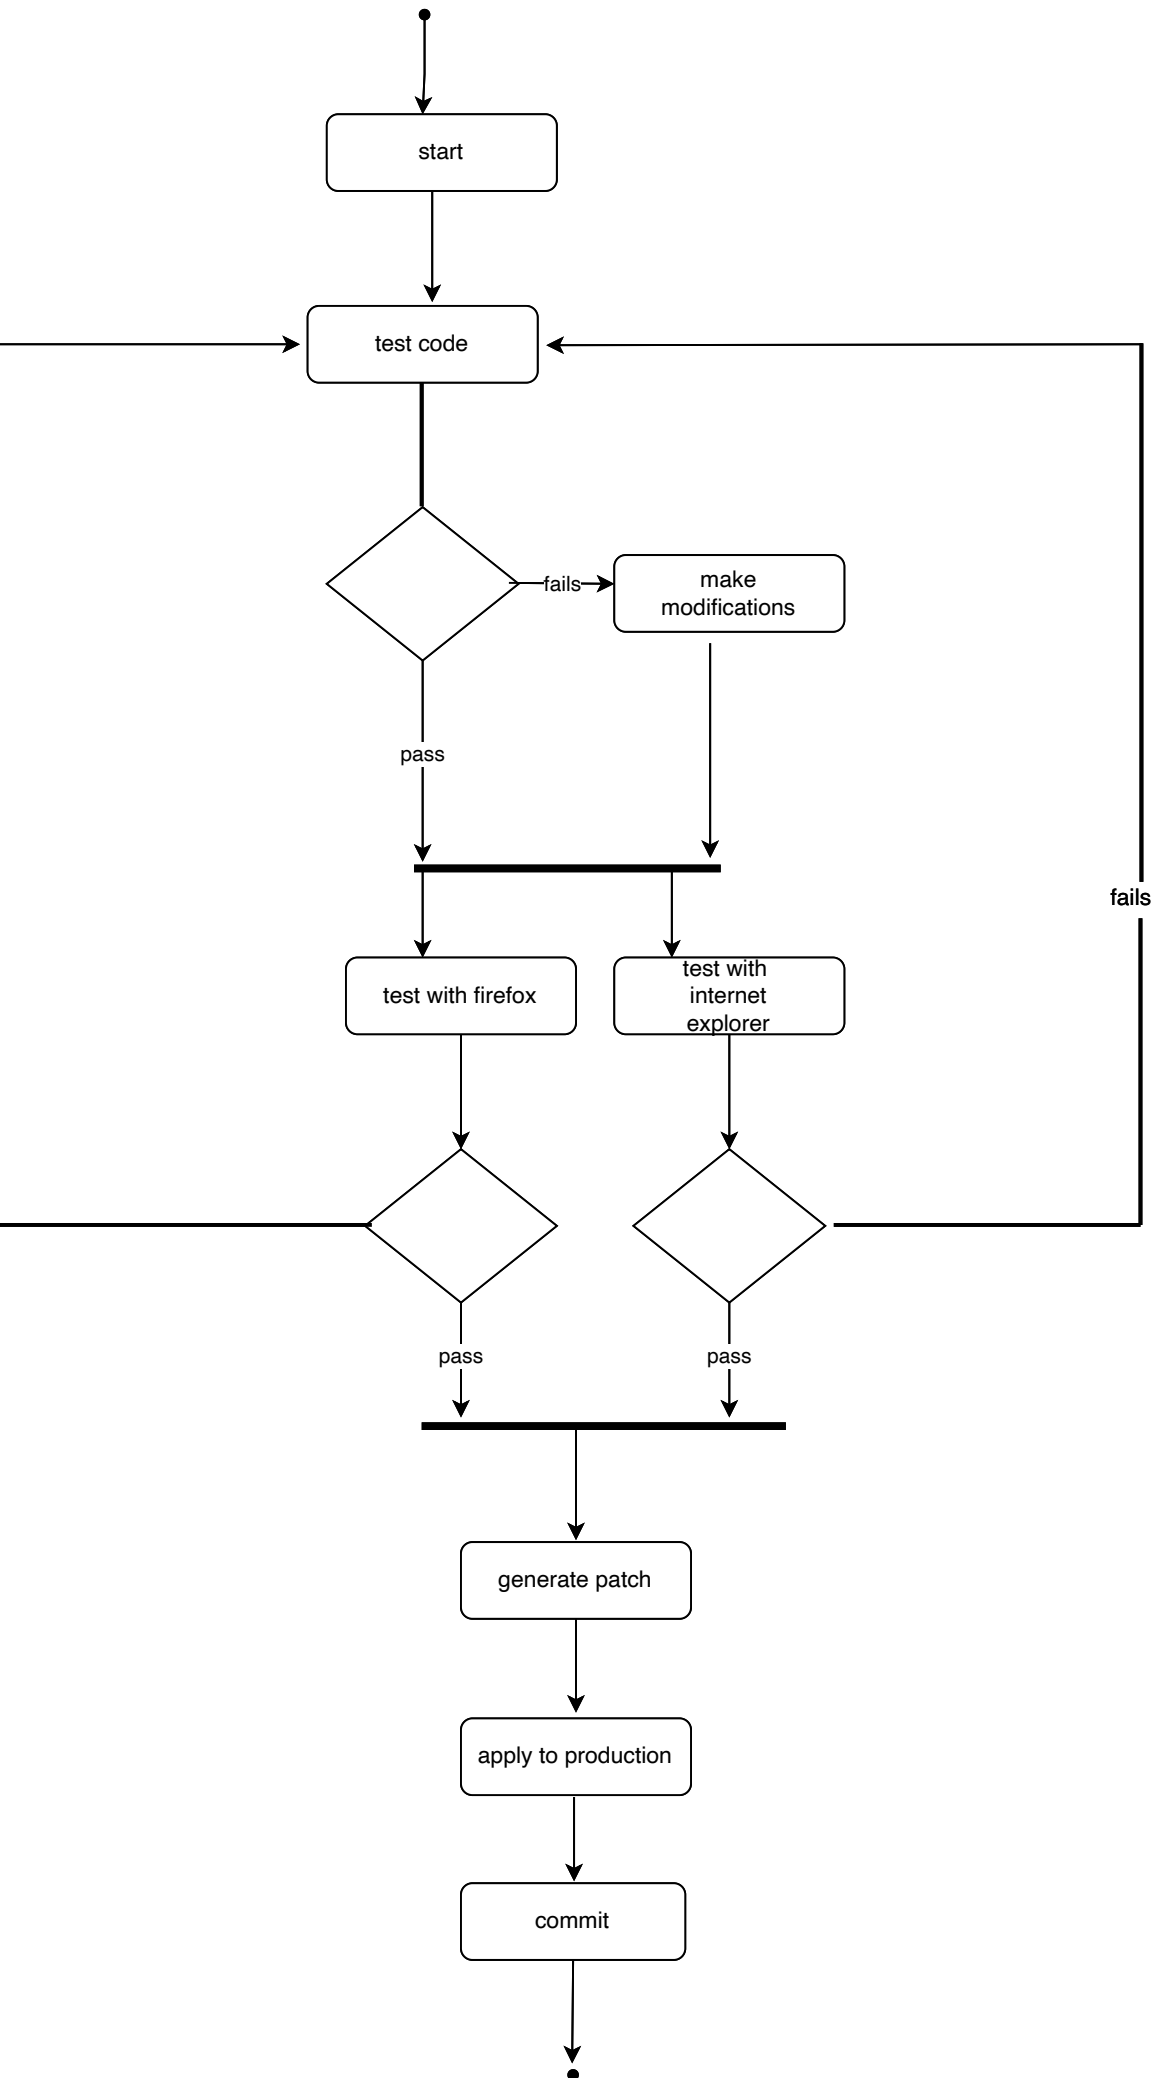 start
test code
fails
make
modifications
pass
fails
test with firefox
test with
internet
explorer
pass
pass
generate patch
apply to production
commit